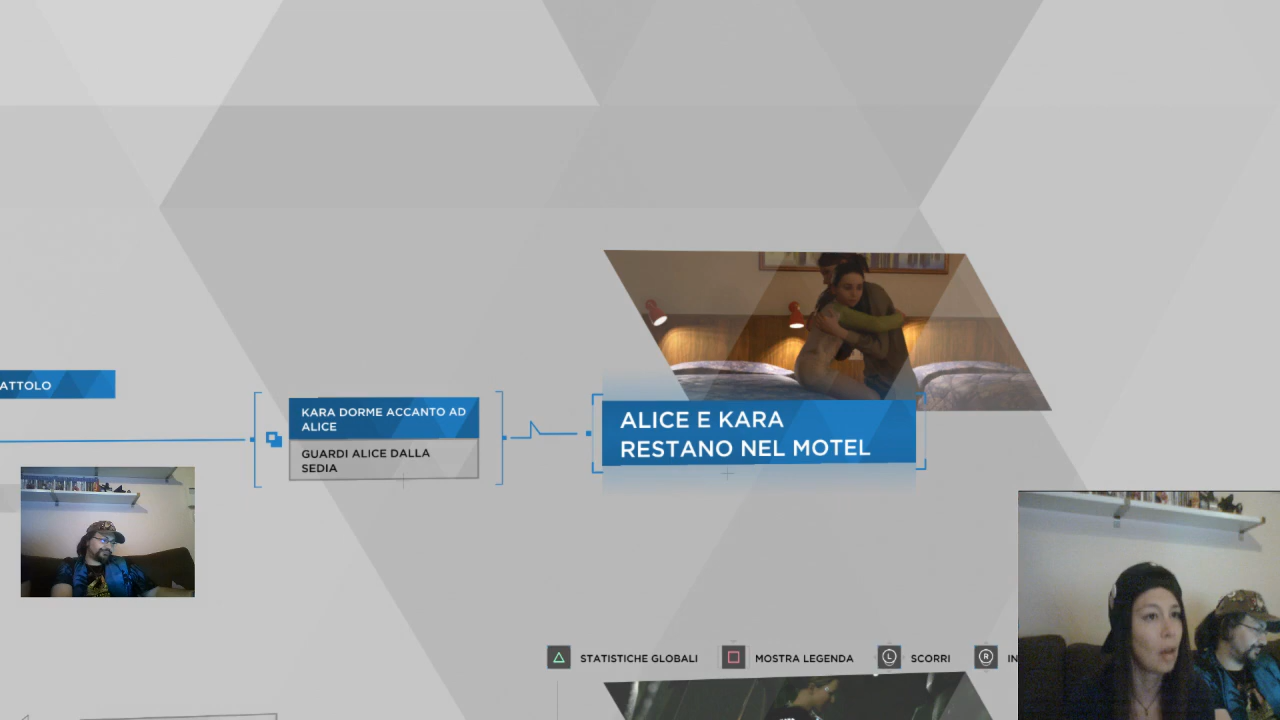 ATTOLO
KARA DORME ACCANTO AD
ALICE
GUARDI ALICE DALLA
SEDIA
ALICE E KARA
RESTANO NEL MOTEL
STATISTICHE GLOBALI
MOSTRA LEGENDA
L
SCORRI
R
IN